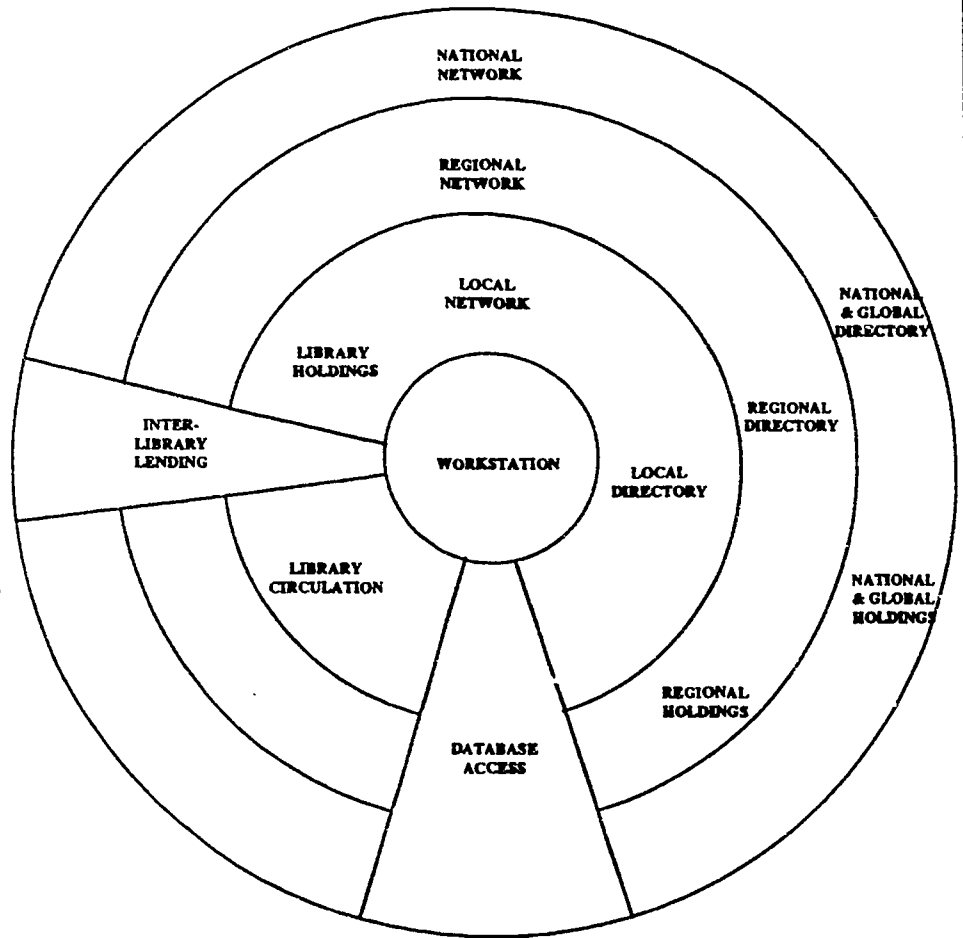 NATIONAL
NETWORK
REGIONAL
NETWORK
LOCAL
NETWORK
NATIONAL
& GLOBAL
DIRECTORY
LIBRARY
HOLDINGS
REGIONAL
DIRECTORY
INTER-
LIBRARY
LENDING
WORKSTATION
LOCAL
DIRECTORY
LIBRARY
CIRCULATION
NATIONAL
& GLOBAL
HOLDINGS
REGIONAL
HOLDINGS
DATABASE
ACCESS